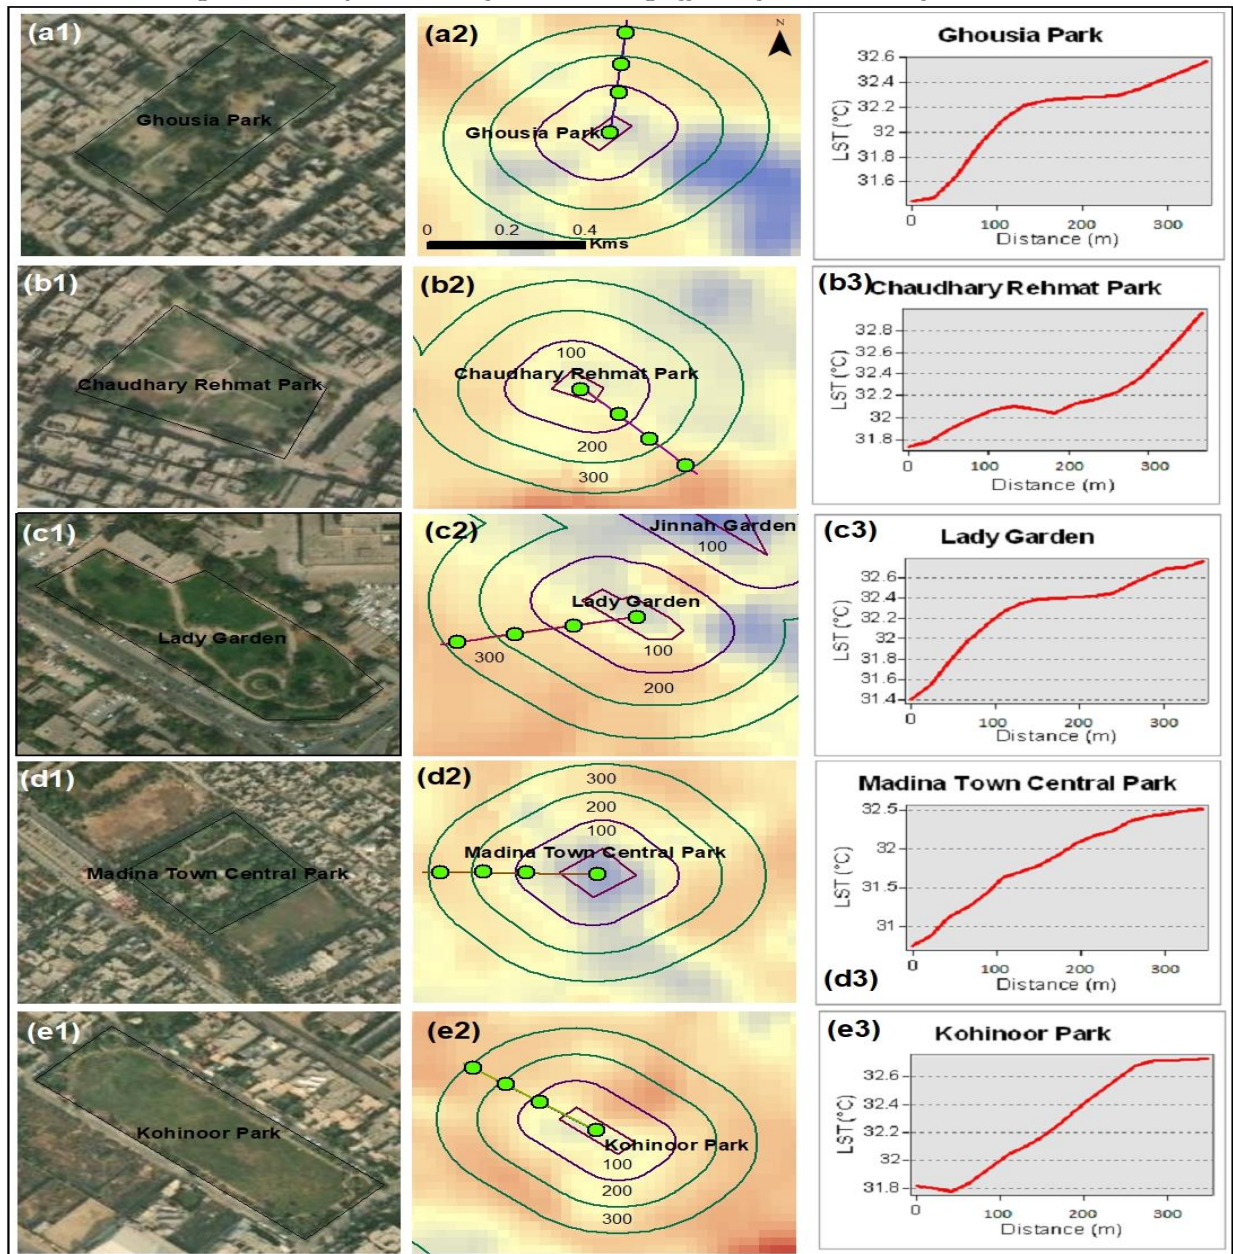 (a1)
Ghousia Park
(a2)
N
Ghousia Park
0 0.2 0.4
Kms
Ghousia Park
LST (°C)
32.6
32.4
32.2
32
31.8
31.6
0 100 200 300
Distance (m)
(b1)
Chaudhary Rehmat Park
(b2)
100
Chaudhary Rehmat Park
200
300
(b3)
Chaudhary Rehmat Park
LST (°C)
32.8
32.6
32.4
32.2
32
31.8
0 100 200 300
Distance (m)
(c1)
Lady Garden
(c2)
Jinnah Garden
100
Lady Garden
100
300
200
(c3)
Lady Garden
LST (°C)
32.6
32.4
32
31.8
31.6
31.4
0 100 200 300
Distance (m)
(d1)
Madina Town Central Park
(d2)
300
200
100
Madina Town Central Park
Madina Town Central Park
LST (°C)
32.5
32
31.5
31
0 100 200 300
(d3)
Distance (m)
(e1)
Kohinoor Park
(e2)
Kohinoor Park
100
200
300
(e3)
Kohinoor Park
LST (°C)
32.6
32.4
32.2
32
31.8
0 100 200 300
Distance (m)